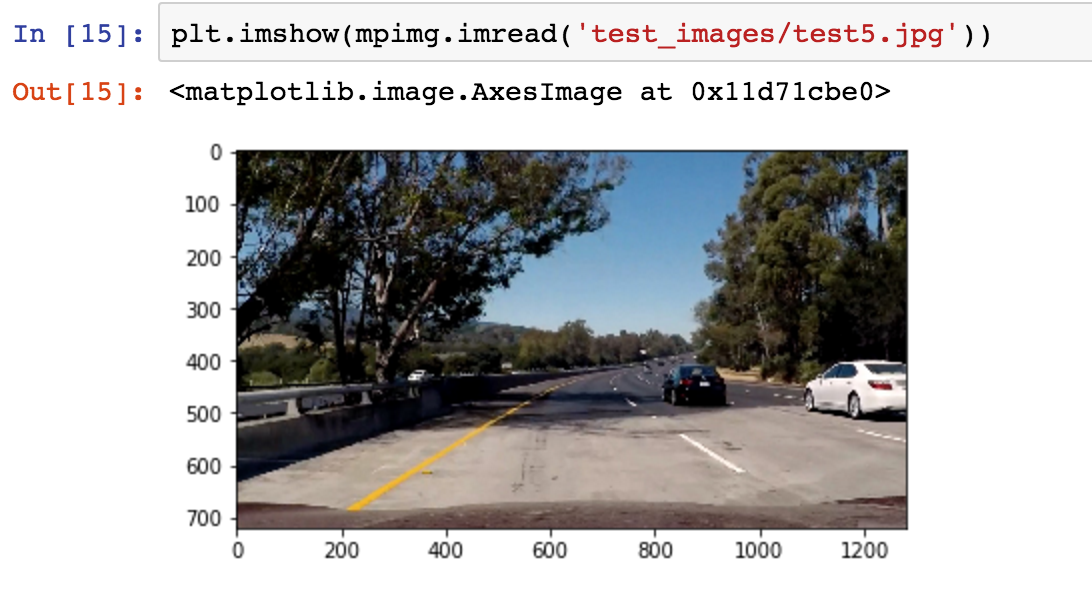 In [15]: plt.imshow(mpimg.imread('test_images/test5.jpg'))
Out[15]: <matplotlib.image.AxesImage at 0x11d71cbe0>
0
100
200
300
400
500
600
700
0 200 400 600 800 1000 1200